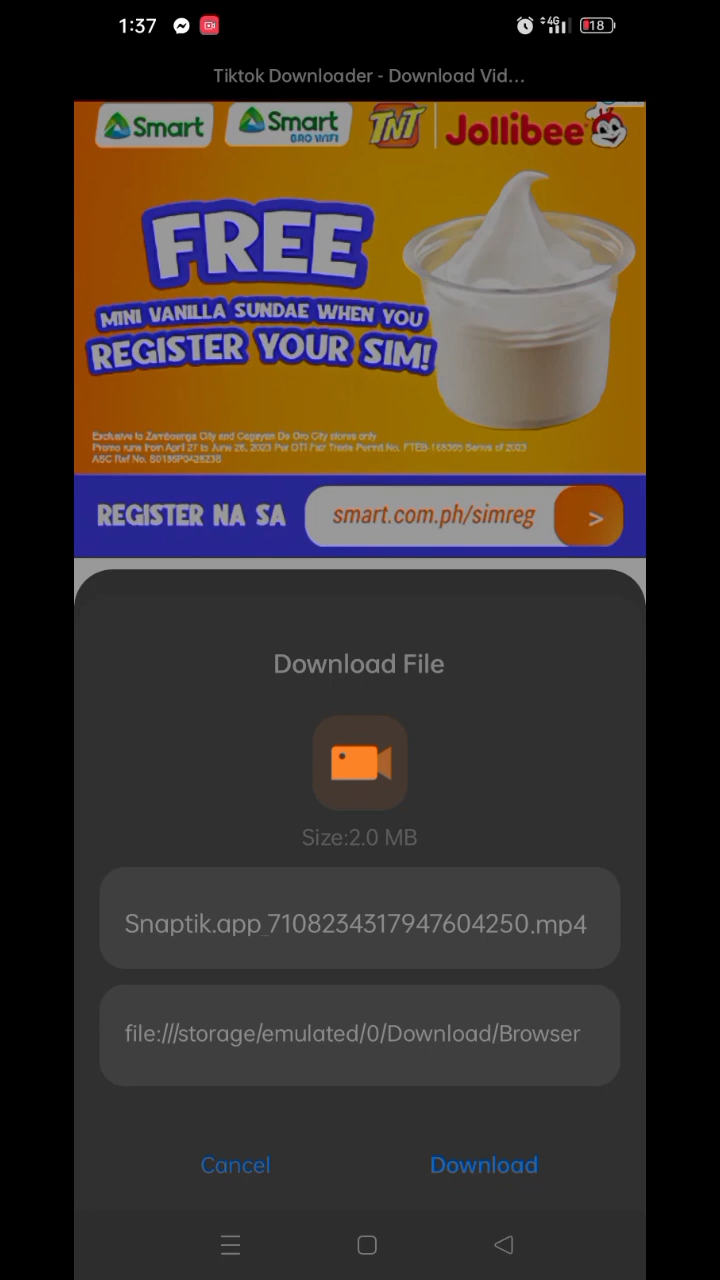 1:37
4G
18
Tiktok Downloader - Download Vid...
Smart
Smart
BRO WIFI
TNT
Jollibee
FREE
MINI VANILLA SUNDAE WHEN YOU
REGISTER YOUR SIM!
Exclusive to Zamboanga City and Cagayan De Oro City stores only
Promo runs from April 27 to June 26, 2023 Per DTI Fair Trade Permit No. FTEB-168365 Series of 2023
ASC Ref No.
REGISTER NA SA
smart.com.ph/simreg
>
Download File
Size:2.0 MB
Snaptik.app_7108234317947604250.mp4
file:///storage/emulated/0/Download/Browser
Cancel
Download